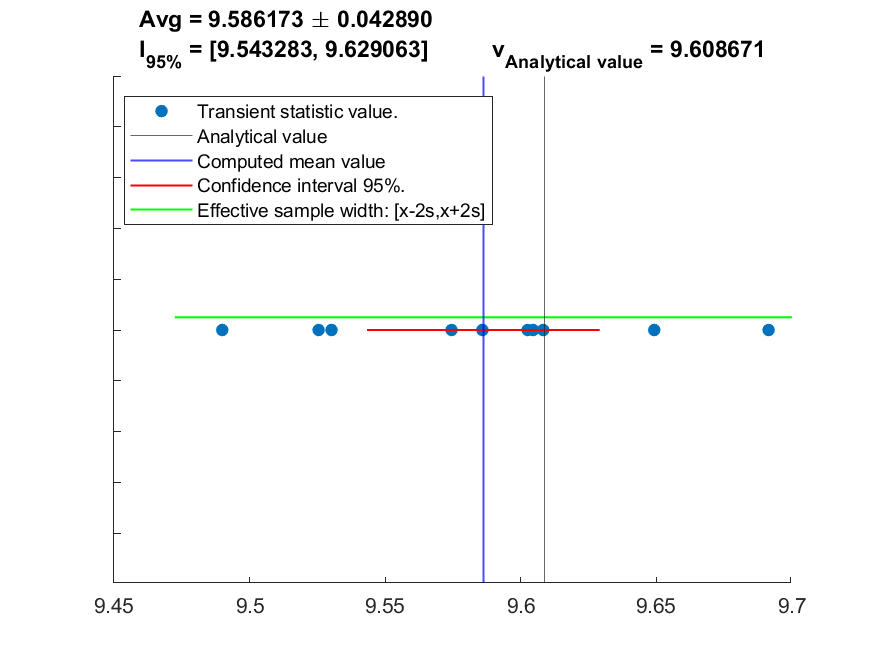 Avg = 9.586173 ± 0.042890
I95% = [9.543283, 9.629063] vAnalytical value = 9.608671
Transient statistic value.
Analytical value
Computed mean value
Confidence interval 95%.
Effective sample width: [x-2s,x+2s]
9.45 9.5 9.55 9.6 9.65 9.7